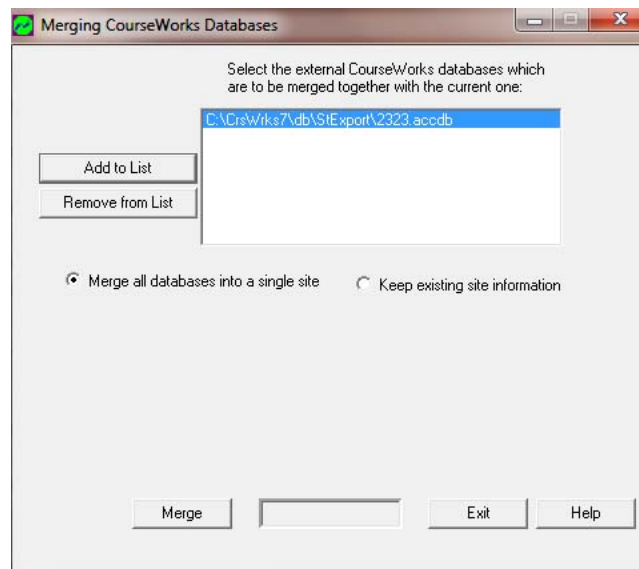 Merging CourseWorks Databases
Select the external CourseWorks databases which
are to be merged together with the current one:
C:\CrsWrks7\db\StExport\2323.accdb
Add to List
Remove from List
Merge all databases into a single site
Keep existing site information
Merge
Exit
Help